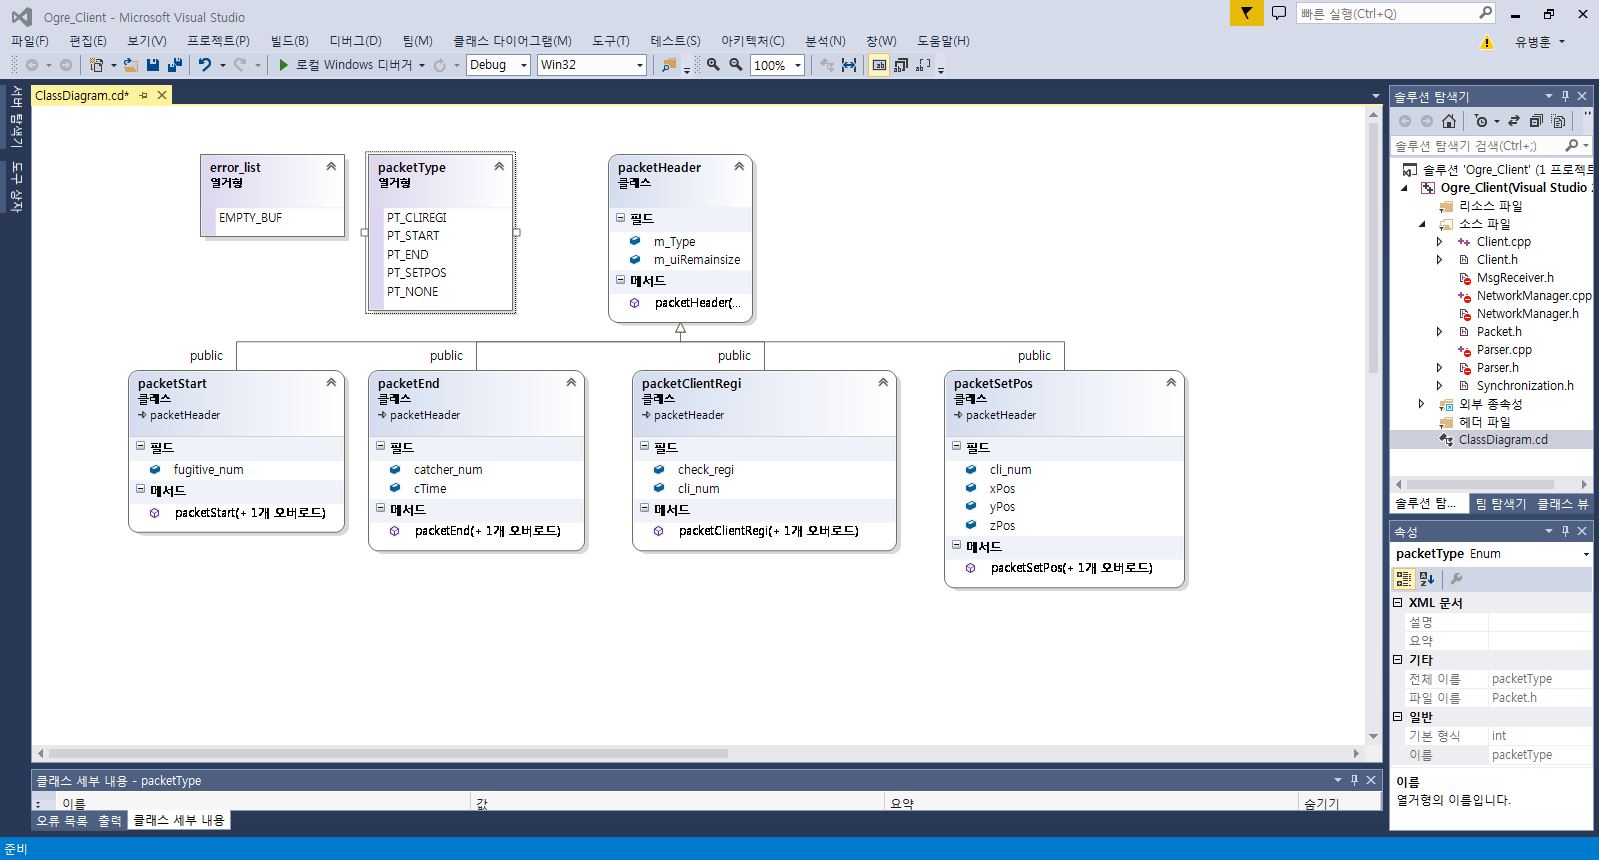 Ogre_Client - Microsoft Visual Studio
빠른 실행(Ctrl+Q)
파일(F) 편집(E) 보기(V) 프로젝트(P) 빌드(B) 디버그(D) 팀(M) 클래스 다이어그램(M) 도구(T) 테스트(S) 아키텍처(C) 분석(N) 창(W) 도움말(H)
유병훈
로컬 Windows 디버거 Debug Win32 100%
서버 탐색기
도구 상자
ClassDiagram.cd*
error_list
열거형
EMPTY_BUF
packetType
열거형
PT_CLIREGI
PT_START
PT_END
PT_SETPOS
PT_NONE
packetHeader
클래스
필드
m_Type
m_uiRemainsize
메서드
packetHeader(...
public
public
public
public
packetStart
클래스
packetHeader
필드
fugitive_num
메서드
packetStart(+ 1개 오버로드)
packetEnd
클래스
packetHeader
필드
catcher_num
cTime
메서드
packetEnd(+ 1개 오버로드)
packetClientRegi
클래스
packetHeader
필드
check_regi
cli_num
메서드
packetClientRegi(+ 1개 오버로드)
packetSetPos
클래스
packetHeader
필드
cli_num
xPos
yPos
zPos
메서드
packetSetPos(+ 1개 오버로드)
솔루션 탐색기
솔루션 탐색기 검색(Ctrl+;)
솔루션 'Ogre_Client' (1 프로젝트
Ogre_Client(Visual Studio 2
리소스 파일
소스 파일
Client.cpp
Client.h
MsgReceiver.h
NetworkManager.cpp
NetworkManager.h
Packet.h
Parser.cpp
Parser.h
Synchronization.h
외부 종속성
헤더 파일
ClassDiagram.cd
솔루션 탐... 팀 탐색기 클래스 뷰
속성
packetType Enum
XML 문서
설명
요약
기타
전체 이름 packetType
파일 이름 Packet.h
일반
기본 형식 int
이름 packetType
이름
열거형의 이름입니다.
클래스 세부 내용 - packetType
이름 값 요약 숨기기
오류 목록 출력 클래스 세부 내용
준비